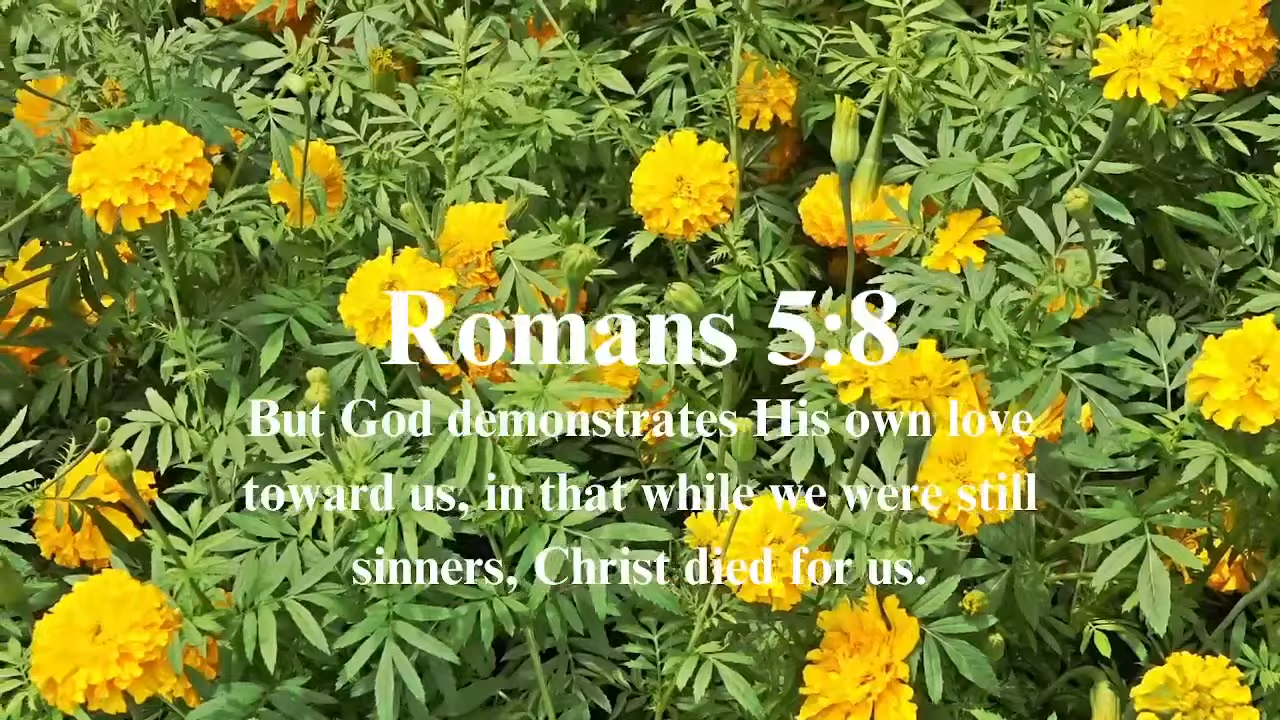 Romans 5:8
But God demonstrates His own love
toward us, in that while we were still
sinners, Christ died for us.